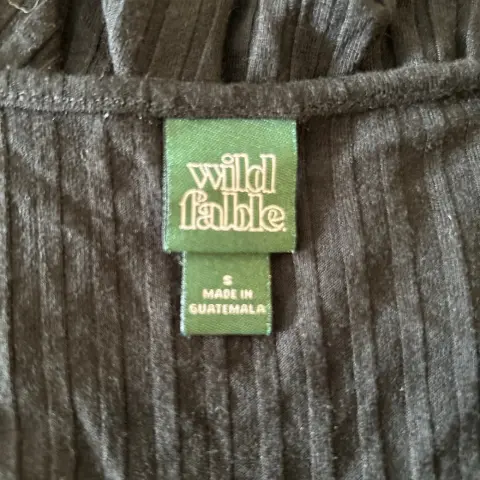 wild
fable.
S
MADE IN
GUATEMALA